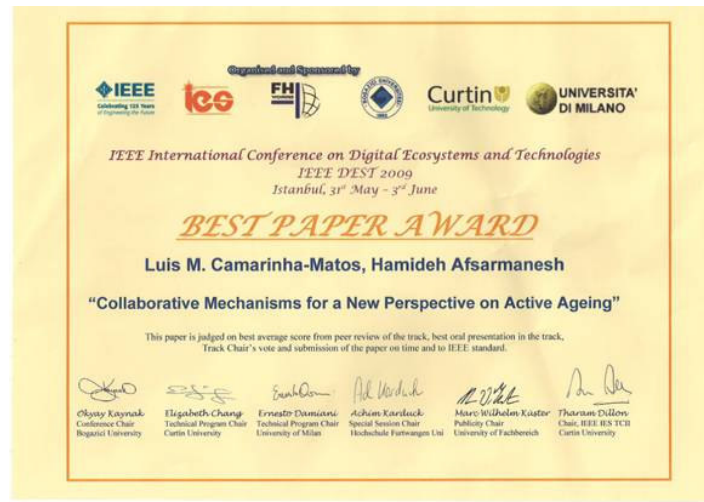 Organised and Sponsored by
IEEE
Celebrating 125 Years
of Engineering the Future
ies
FH
BOGAZICI UNIVERSITESI
Curtin
University of Technology
UNIVERSITA'
DI MILANO
IEEE International Conference on Digital Ecosystems and Technologies
IEEE DEST 2009
Istanbul, 31st May - 3rd June
BEST PAPER AWARD
Luis M. Camarinha-Matos, Hamideh Afsarmanesh
“Collaborative Mechanisms for a New Perspective on Active Ageing”
This paper is judged on best average score from peer review of the track, best oral presentation in the track,
Track Chair's vote and submission of the paper on time and to IEEE standard.
Okyay Kaynak
Conference Chair
Bogazici University
Elizabeth Chang
Technical Program Chair
Curtin University
Ernesto Damiani
Technical Program Chair
University of Milan
Achim Karduck
Special Session Chair
Hochschule Furtwangen Uni
Marc Wilhelm Küster
Publicity Chair
University of Fachbereich
Tharam Dillon
Chair, IEEE IES TCII
Curtin University